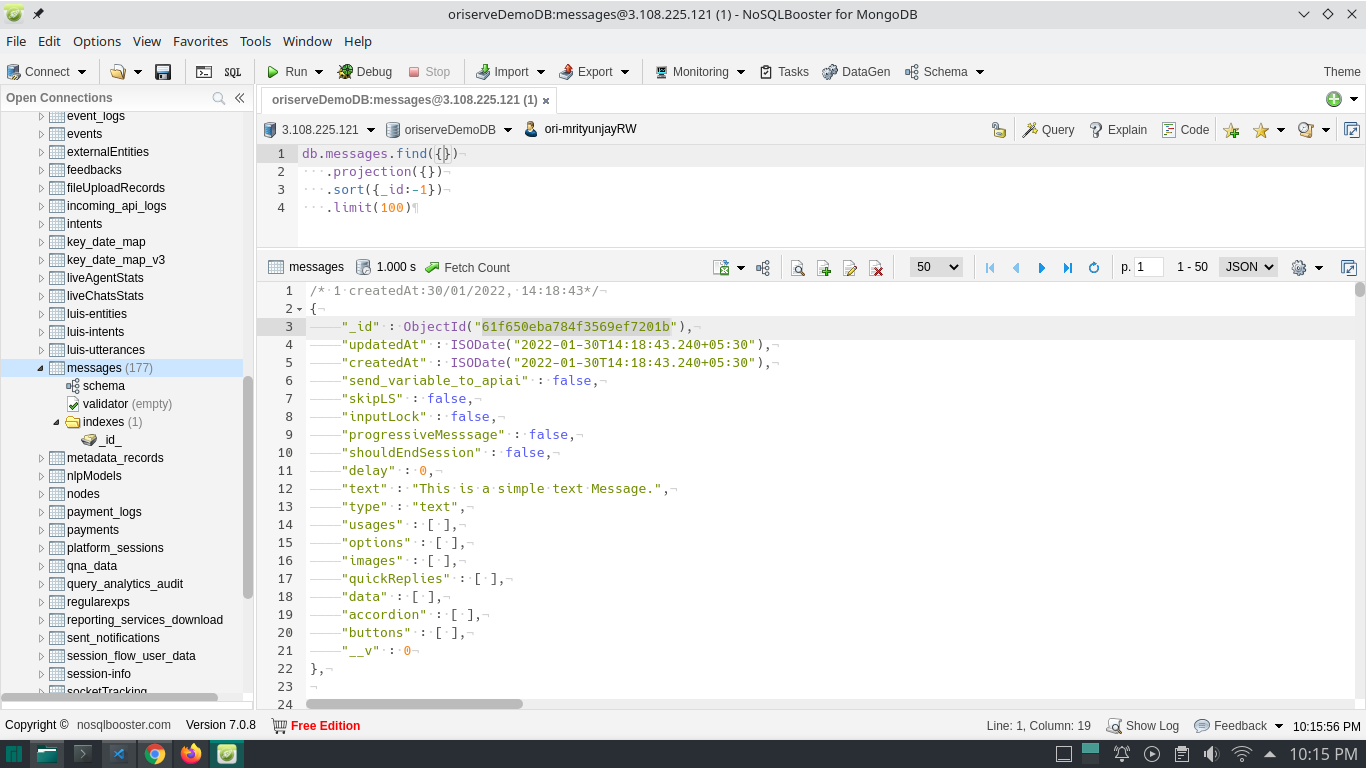 oriserveDemoDB:messages@3.108.225.121 (1) - NoSQLBooster for MongoDB
File Edit Options View Favorites Tools Window Help
Connect SQL Run Debug Stop Import Export Monitoring Tasks DataGen Schema Theme
Open Connections
oriserveDemoDB:messages@3.108.225.121 (1) ×
3.108.225.121 oriserveDemoDB ori-mrityunjayRW Query Explain Code
event_logs
events
externalEntities
feedbacks
fileUploadRecords
incoming_api_logs
intents
key_date_map
key_date_map_v3
liveAgentStats
liveChatsStats
luis-entities
luis-intents
luis-utterances
messages (177)
schema
validator (empty)
indexes (1)
_id_
metadata_records
nlpModels
nodes
payment_logs
payments
platform_sessions
qna_data
query_analytics_audit
regularexps
reporting_services_download
sent_notifications
session_flow_user_data
session-info
socketTracking
1 db.messages.find({})
2 .projection({})
3 .sort({_id:-1})
4 .limit(100)
messages 1.000 s Fetch Count 50 p. 1 1 - 50 JSON
1 /* 1 createdAt:30/01/2022, 14:18:43*/
2 {
3 "_id" : ObjectId("61f650eba784f3569ef7201b"),
4 "updatedAt" : ISODate("2022-01-30T14:18:43.240+05:30"),
5 "createdAt" : ISODate("2022-01-30T14:18:43.240+05:30"),
6 "send_variable_to_apiai" : false,
7 "skipLS" : false,
8 "inputLock" : false,
9 "progressiveMesssage" : false,
10 "shouldEndSession" : false,
11 "delay" : 0,
12 "text" : "This is a simple text Message.",
13 "type" : "text",
14 "usages" : [ ],
15 "options" : [ ],
16 "images" : [ ],
17 "quickReplies" : [ ],
18 "data" : [ ],
19 "accordion" : [ ],
20 "buttons" : [ ],
21 "__v" : 0
22 },
23
24
Copyright © nosqlbooster.com Version 7.0.8 Free Edition Line: 1, Column: 19 Show Log Feedback 10:15:56 PM
10:15 PM